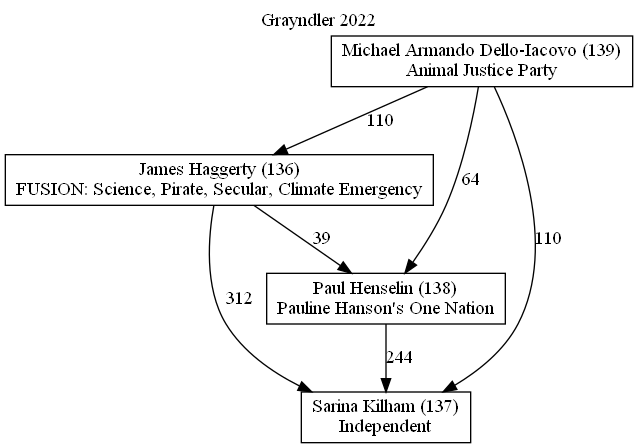 Grayndler 2022
Michael Armando Dello-Iacovo (139)
Animal Justice Party
110
James Haggerty (136)
FUSION: Science, Pirate, Secular, Climate Emergency
64
39
110
Paul Henselin (138)
Pauline Hanson's One Nation
312
244
Sarina Kilham (137)
Independent